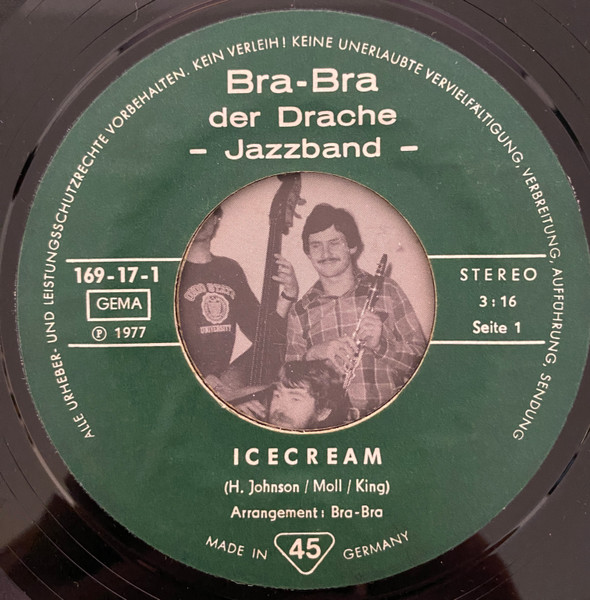 ALLE URHEBER- UND LEISTUNGSSCHUTZRECHTE VORBEHALTEN. KEIN VERLEIH! KEINE UNERLAUBTE VERVIELFÄLTIGUNG, VERBREITUNG, AUFFÜHRUNG, SENDUNG
Bra-Bra
der Drache
- Jazzband -
169-17-1
GEMA
Ⓟ 1977
STATE
UNIVERSITY
STEREO
3:16
Seite 1
ICECREAM
(H. Johnson / Moll / King)
Arrangement: Bra-Bra
MADE IN 45 GERMANY